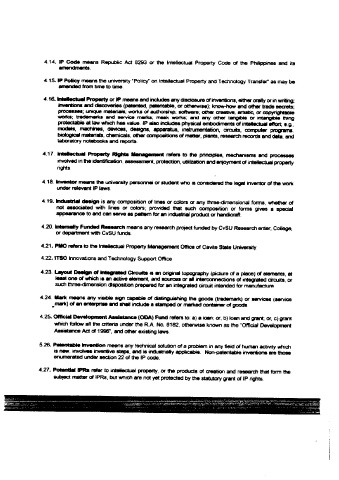 4.14. IP Code means Republic Act 8293 or the Intellectual Property Code of the Philippines and its
amendments.
4.15. IP Policy means the university "Policy" on Intellectual Property and Technology Transfer" as may be
amended from time to time
4.16. Intellectual Property or IP means and includes any disclosure of inventions, either orally or in writing;
inventions and discoveries (patented, patentable, or otherwise); know-how and other trade secrets;
processes; unique materials; works of authorship, software; other creative, artistic, or copyrightable
works; trademarks and service marks, mask works; and any other tangible or intangible thing
protectable at law which has value. IP also includes physical embodiments of intellectual effort, e.g.,
models, machines, devices, designs, apparatus, instrumentation, circuits, computer programs,
biological materials, chemicals, other compositions of matter, plants, research records and data, and
laboratory notebooks and reports.
4.17. Intellectual Property Rights Management refers to the principles, mechanisms and processes
involved in the identification, assessment, protection, utilization and enjoyment of intellectual property
rights
4.18. Inventor means the university personnel or student who is considered the legal inventor of the work
under relevant IP laws
4.19. Industrial design is any composition of lines or colors or any three-dimensional forms, whether of
not associated with lines or colors; provided that such composition or forms gives a special
appearance to and can serve as pattern for an industrial product or handicraft
4.20. Internally Funded Research means any research project funded by CvSU Research enter, College,
or department with CvSU funds
4.21. PMO refers to the Intellectual Property Management Office of Cavite State University
4.22. ITSO Innovations and Technology Support Office
4.23. Layout Design of Integrated Circuits is an original topography (picture of a place) of elements, at
least one of which is an active element, and sources or all interconnections of integrated circuits, or
such three-dimension disposition prepared for an integrated circuit intended for manufacture
4.24. Mark means any visible sign capable of distinguishing the goods (trademark) or services (service
mark) of an enterprise and shall include a stamped or marked container of goods
4.25. Official Development Assistance (ODA) Fund refers to: a) a loan; or, b) loan and grant; or, c) grant
which follow all the criteria under the R.A. No. 8182, otherwise known as the "Official Development
Assistance Act of 1996", and other existing laws
5.26. Patentable Invention means any technical solution of a problem in any field of human activity which
is new, involves inventive steps, and is industrially applicable. Non-patentable inventions are those
enumerated under section 22 of the IP code.
4.27. Potential IPRs refer to intellectual property, or the products of creation and research that form the
subject matter of IPRs, but which are not yet protected by the statutory grant of IP rights.